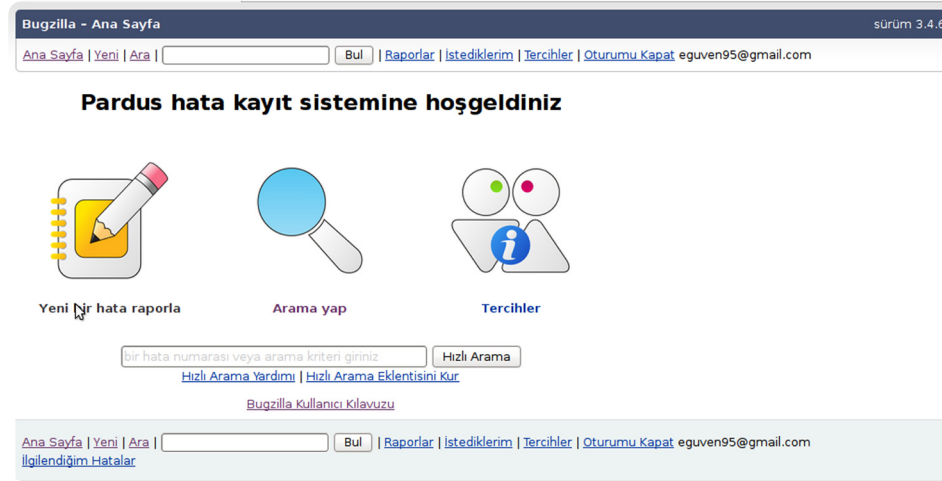 Bugzilla – Ana Sayfa sürüm 3.4.6
Ana Sayfa | Yeni | Ara | Bul | Raporlar | İstediklerim | Tercihler | Oturumu Kapat eguven95@gmail.com
Pardus hata kayıt sistemine hoşgeldiniz
Yeni bir hata raporla Arama yap Tercihler
bir hata numarası veya arama kriteri giriniz Hızlı Arama
Hızlı Arama Yardımı | Hızlı Arama Eklentisini Kur
Bugzilla Kullanıcı Kılavuzu
Ana Sayfa | Yeni | Ara | Bul | Raporlar | İstediklerim | Tercihler | Oturumu Kapat eguven95@gmail.com
İlgilendiğim Hatalar